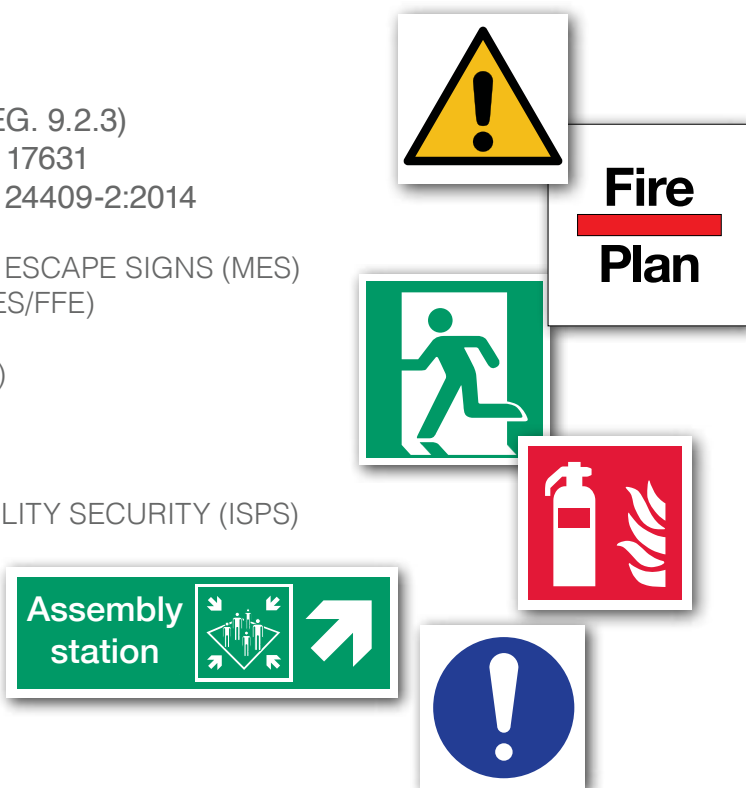 EG. 9.2.3)
17631
24409-2:2014
ESCAPE SIGNS (MES)
ES/FFE)
)
LITY SECURITY (ISPS)
Fire
Plan
Assembly
station